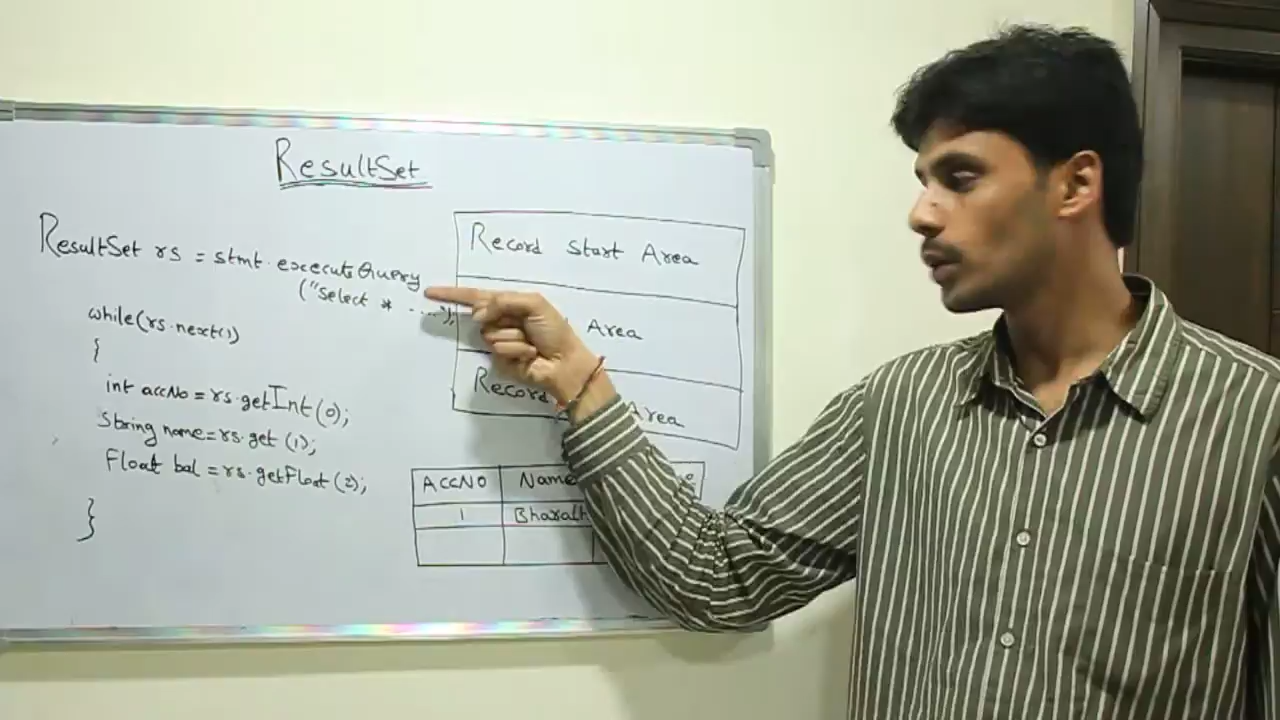 ResultSet
ResultSet rs = stmt.executeQuery
("Select * ....");
while(rs.next())
{
int accNo = rs.getInt(0);
String name = rs.get (1);
Float bal = rs.getFloat (2);
}
Record Start Area
Area
Record Area
AccNo Name
1 Bharath